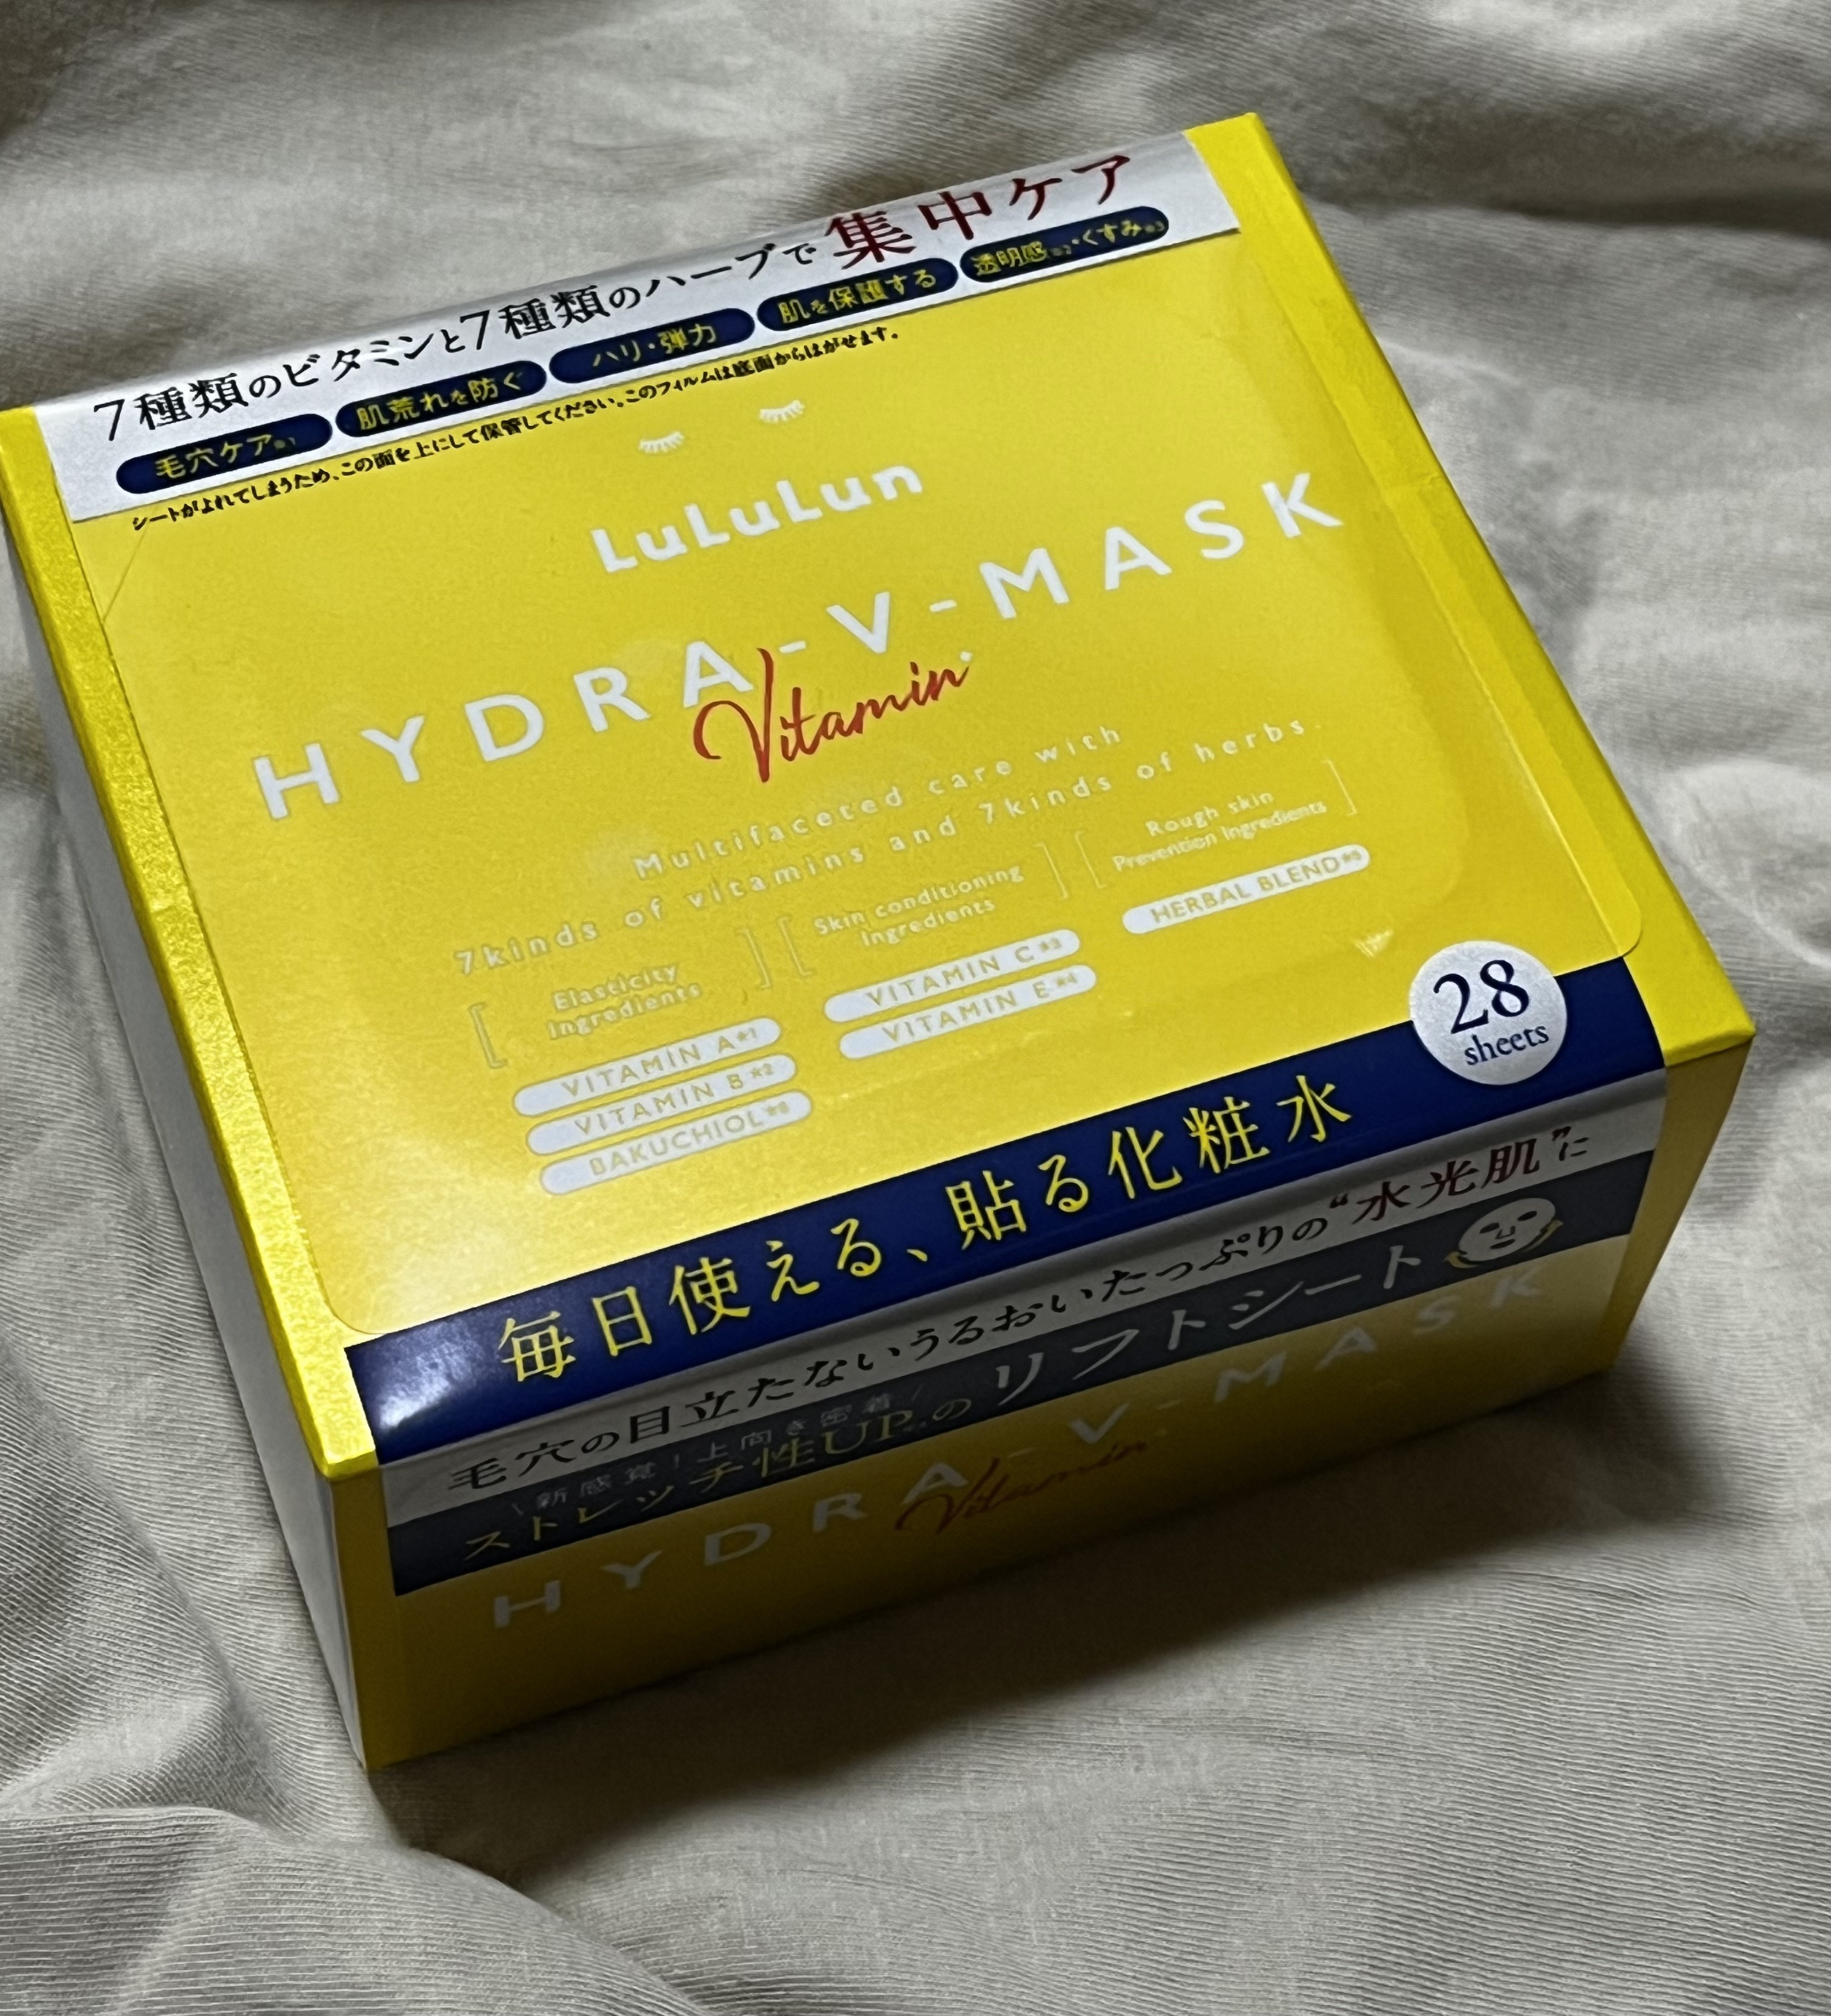 7種類のビタミンと7種類のハーブで集中ケア
毛穴ケア※1 肌荒れを防ぐ ハリ・弾力 肌を保護する 透明感※2・くすみ※3
シートがよれてしまうため、この面を上にして保管してください。このフィルムは底面からはがせます。
LuLuLun
HYDRA-V-MASK
Vitamin
Multifaceted care with
7kinds of vitamins and 7kinds of herbs.
Elasticity
Ingredients
VITAMIN A※1
VITAMIN B※2
BAKUCHIOL
Skin conditioning
Ingredients
VITAMIN C※3
VITAMIN E※4
Rough skin
Prevention Ingredients
HERBAL BLEND
28
sheets
毎日使える、貼る化粧水
毛穴の目立たないうるおいたっぷりの“水光肌”に
\新感覚！上向き密着/
ストレッチ性UPのリフトシート
HYDRA-V-MASK
Vitamin